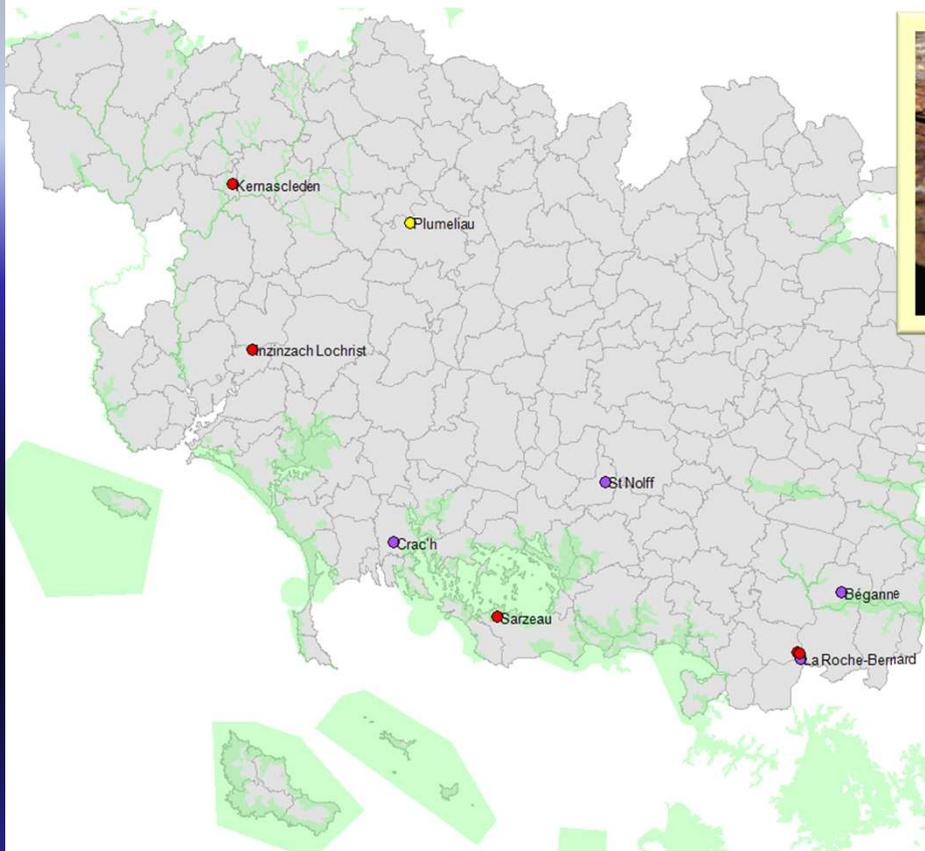 Kernascleden
Plumeliau
Inzinzach Lochrist
St Nolff
Crac'h
Béganne
Sarzeau
La Roche-Bernard